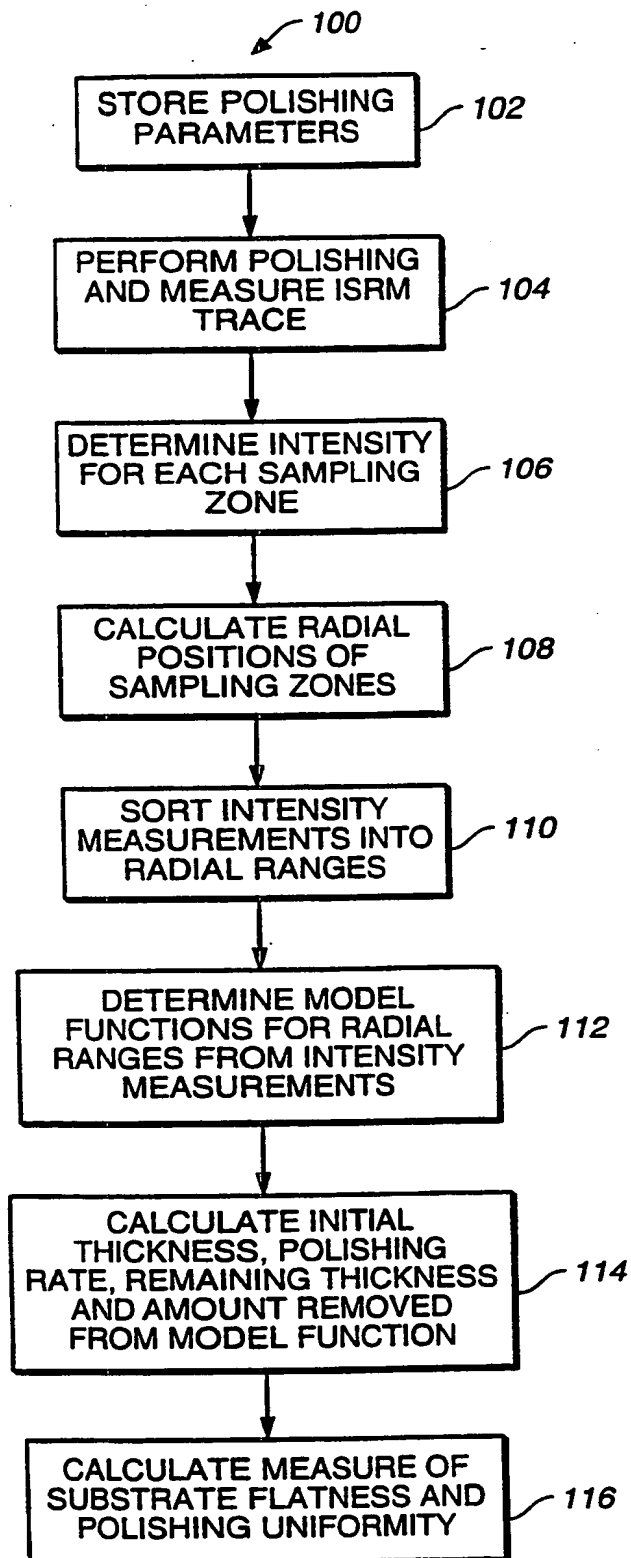 100
STORE POLISHING
PARAMETERS
102
PERFORM POLISHING
AND MEASURE ISRM
TRACE
104
DETERMINE INTENSITY
FOR EACH SAMPLING
ZONE
106
CALCULATE RADIAL
POSITIONS OF
SAMPLING ZONES
108
SORT INTENSITY
MEASUREMENTS INTO
RADIAL RANGES
110
DETERMINE MODEL
FUNCTIONS FOR RADIAL
RANGES FROM INTENSITY
MEASUREMENTS
112
CALCULATE INITIAL
THICKNESS, POLISHING
RATE, REMAINING THICKNESS
AND AMOUNT REMOVED
FROM MODEL FUNCTION
114
CALCULATE MEASURE OF
SUBSTRATE FLATNESS AND
POLISHING UNIFORMITY
116